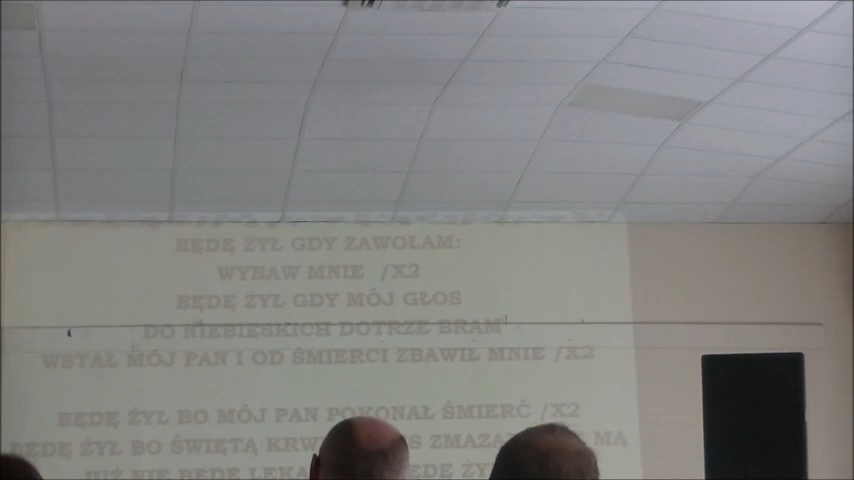 BĘDĘ ŻYŁ GDY ZAWOŁAM:
WYBAW MNIE /X2
BĘDĘ ŻYŁ GDY MÓJ GŁOS
DO NIEBIESKICH DOTRZE BRAM
WSTAŁ MÓJ PAN I OD ŚMIERCI ZBAWIŁ MNIE /X2
BĘDĘ ŻYŁ BO MÓJ PAN POKONAŁ ŚMIERĆ /X2
BĘDĘ ŻYŁ BO ŚWIĘTĄ KRWIĄ MĄ
JUŻ NIE BĘDĘ